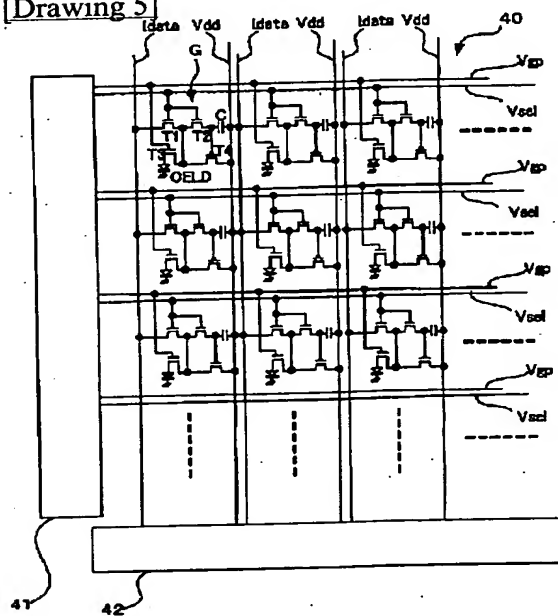 [Drawing 5]
Idata Vdd Idata Vdd Idata Vdd
40
G
Vgp
C
Vsel
T1 T2
T3 T4
OELD
Vgp
Vsel
Vgp
Vsel
Vgp
Vsel
41
42